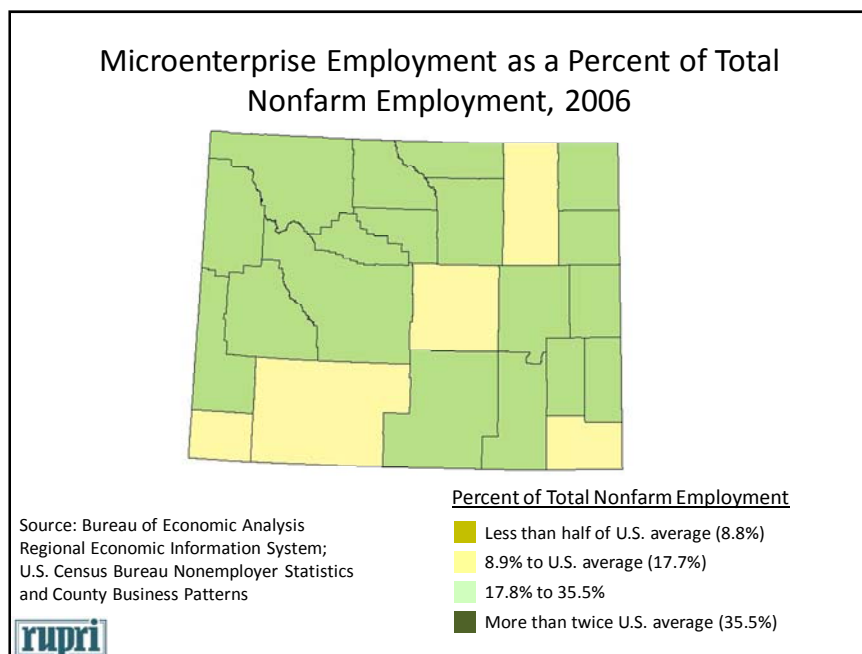 Microenterprise Employment as a Percent of Total
Nonfarm Employment, 2006
Percent of Total Nonfarm Employment
Less than half of U.S. average (8.8%)
8.9% to U.S. average (17.7%)
17.8% to 35.5%
More than twice U.S. average (35.5%)
Source: Bureau of Economic Analysis
Regional Economic Information System;
U.S. Census Bureau Nonemployer Statistics
and County Business Patterns
rupri